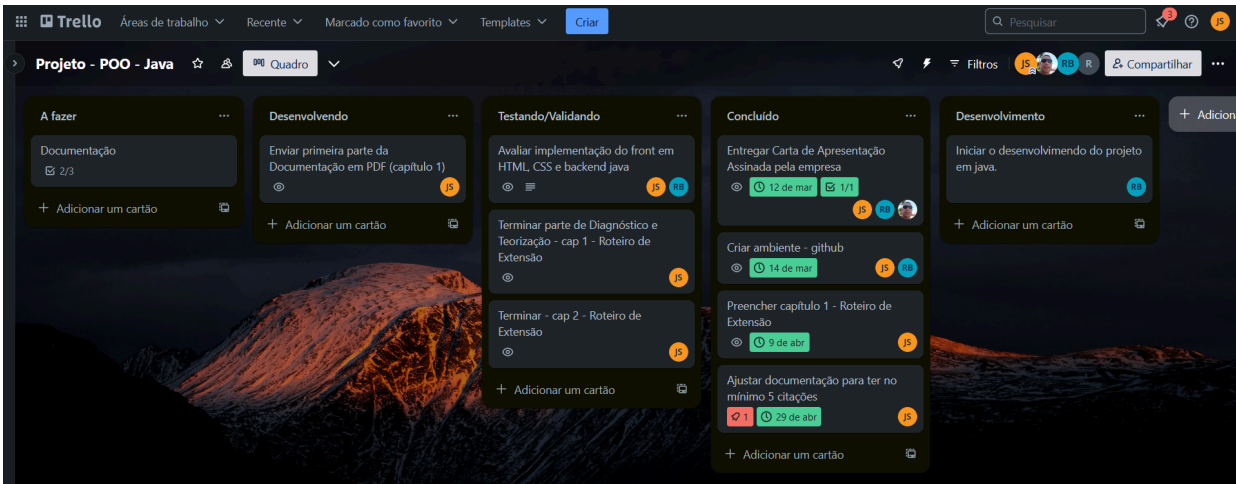 Trello Áreas de trabalho Recente Marcado como favorito Templates Criar Pesquisar 3 JS
Projeto - POO - Java Quadro Filtros JS RB R Compartilhar
A fazer
Documentação
2/3
+ Adicionar um cartão
Desenvolvendo
Enviar primeira parte da
Documentação em PDF (capítulo 1)
JS
+ Adicionar um cartão
Testando/Validando
Avaliar implementação do front em
HTML, CSS e backend java
JS RB
Terminar parte de Diagnóstico e
Teorização - cap 1 - Roteiro de
Extensão
JS
Terminar - cap 2 - Roteiro de
Extensão
JS
+ Adicionar um cartão
Concluído
Entregar Carta de Apresentação
Assinada pela empresa
12 de mar 1/1
JS RB
Criar ambiente - github
14 de mar JS RB
Preencher capítulo 1 - Roteiro de
Extensão
9 de abr JS
Ajustar documentação para ter no
mínimo 5 citações
1 29 de abr JS
+ Adicionar um cartão
Desenvolvimento
Iniciar o desenvolvimendo do projeto
em java.
RB
+ Adicionar um cartão
+ Adicion